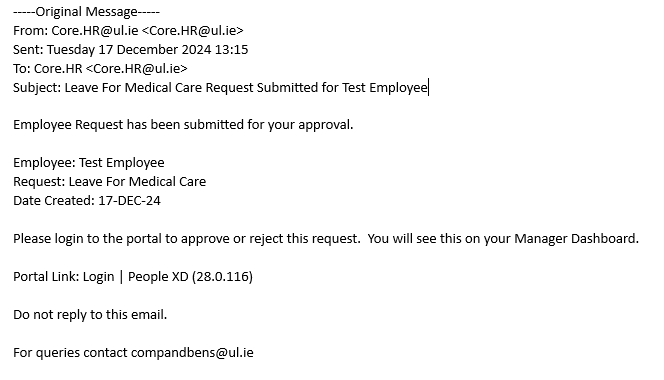 -----Original Message-----
From: Core.HR@ul.ie <Core.HR@ul.ie>
Sent: Tuesday 17 December 2024 13:15
To: Core.HR <Core.HR@ul.ie>
Subject: Leave For Medical Care Request Submitted for Test Employee
Employee Request has been submitted for your approval.
Employee: Test Employee
Request: Leave For Medical Care
Date Created: 17-DEC-24
Please login to the portal to approve or reject this request.  You will see this on your Manager Dashboard.
Portal Link: Login | People XD (28.0.116)
Do not reply to this email.
For queries contact compandbens@ul.ie